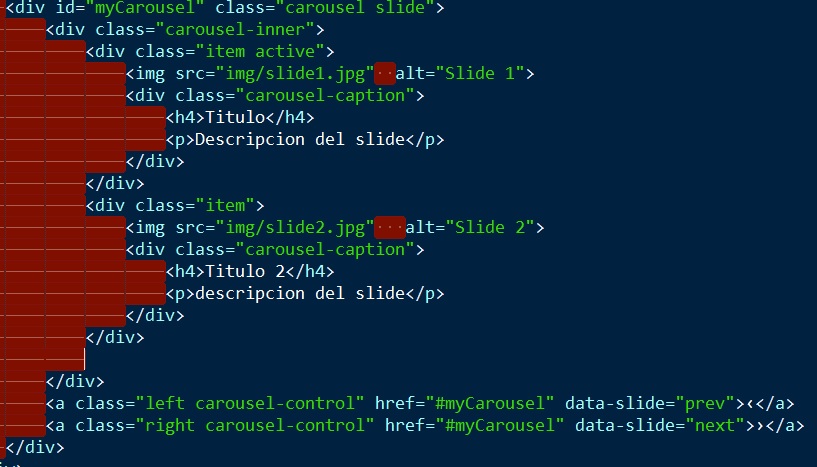 <div id="myCarousel" class="carousel slide">
<div class="carousel-inner">
<div class="item active">
<img src="img/slide1.jpg"  alt="Slide 1">
<div class="carousel-caption">
<h4>Titulo</h4>
<p>Descripcion del slide</p>
</div>
</div>
<div class="item">
<img src="img/slide2.jpg"   alt="Slide 2">
<div class="carousel-caption">
<h4>Titulo 2</h4>
<p>descripcion del slide</p>
</div>
</div>
</div>
<a class="left carousel-control" href="#myCarousel" data-slide="prev">‹</a>
<a class="right carousel-control" href="#myCarousel" data-slide="next">›</a>
</div>